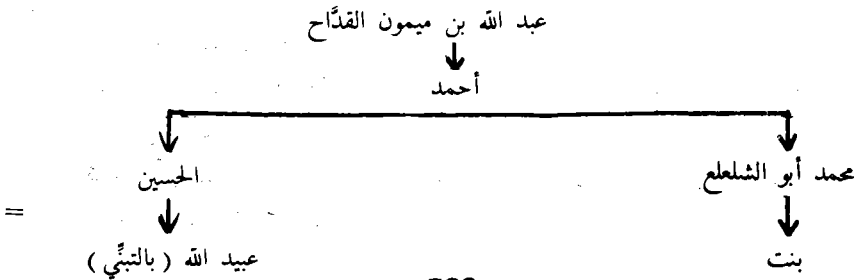 عبد الله بن ميمون القدَّاح
أحمد
محمد أبو الشلعلع
الحسين
بنت
عبيد الله ( بالتبنِّي )
=